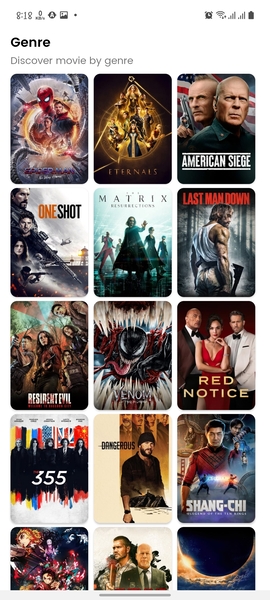 8:18
Genre
Discover movie by genre
SPIDER-MAN
ETERNALS
AMERICAN SIEGE
ONE SHOT
THE
MATRIX
RESURRECTIONS
LAST MAN DOWN
RESIDENT EVIL
VENOM
RED
NOTICE
355
DANGEROUS
SHANG-CHI